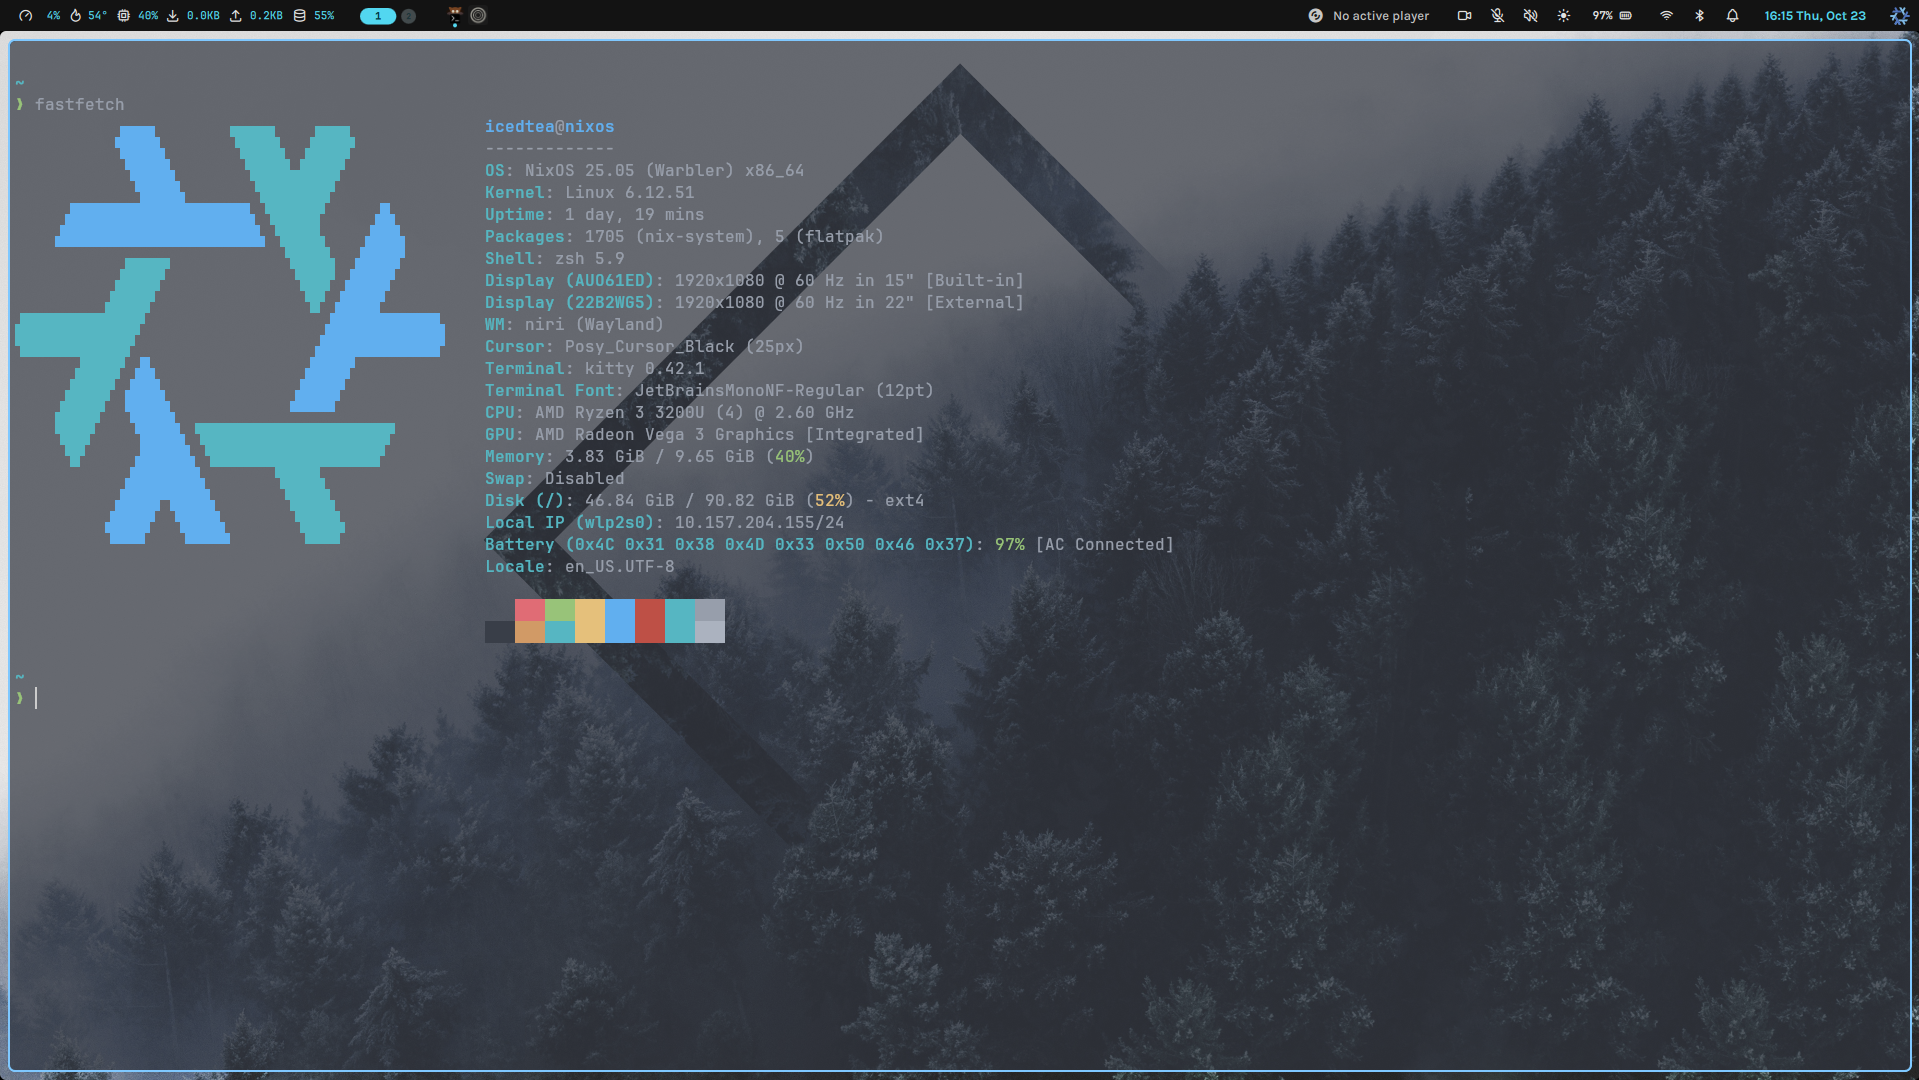 4% 54° 40% 0.0KB 0.2KB 55% 1 2 No active player 97% 16:15 Thu, Oct 23
~
❯ fastfetch
icedtea@nixos
-------------
OS: NixOS 25.05 (Warbler) x86_64
Kernel: Linux 6.12.51
Uptime: 1 day, 19 mins
Packages: 1705 (nix-system), 5 (flatpak)
Shell: zsh 5.9
Display (AUO61ED): 1920x1080 @ 60 Hz in 15" [Built-in]
Display (22B2WG5): 1920x1080 @ 60 Hz in 22" [External]
WM: niri (Wayland)
Cursor: Posy_Cursor_Black (25px)
Terminal: kitty 0.42.1
Terminal Font: JetBrainsMonoNF-Regular (12pt)
CPU: AMD Ryzen 3 3200U (4) @ 2.60 GHz
GPU: AMD Radeon Vega 3 Graphics [Integrated]
Memory: 3.83 GiB / 9.65 GiB (40%)
Swap: Disabled
Disk (/): 46.84 GiB / 90.82 GiB (52%) - ext4
Local IP (wlp2s0): 10.157.204.155/24
Battery (0x4C 0x31 0x38 0x4D 0x33 0x50 0x46 0x37): 97% [AC Connected]
Locale: en_US.UTF-8
~
❯